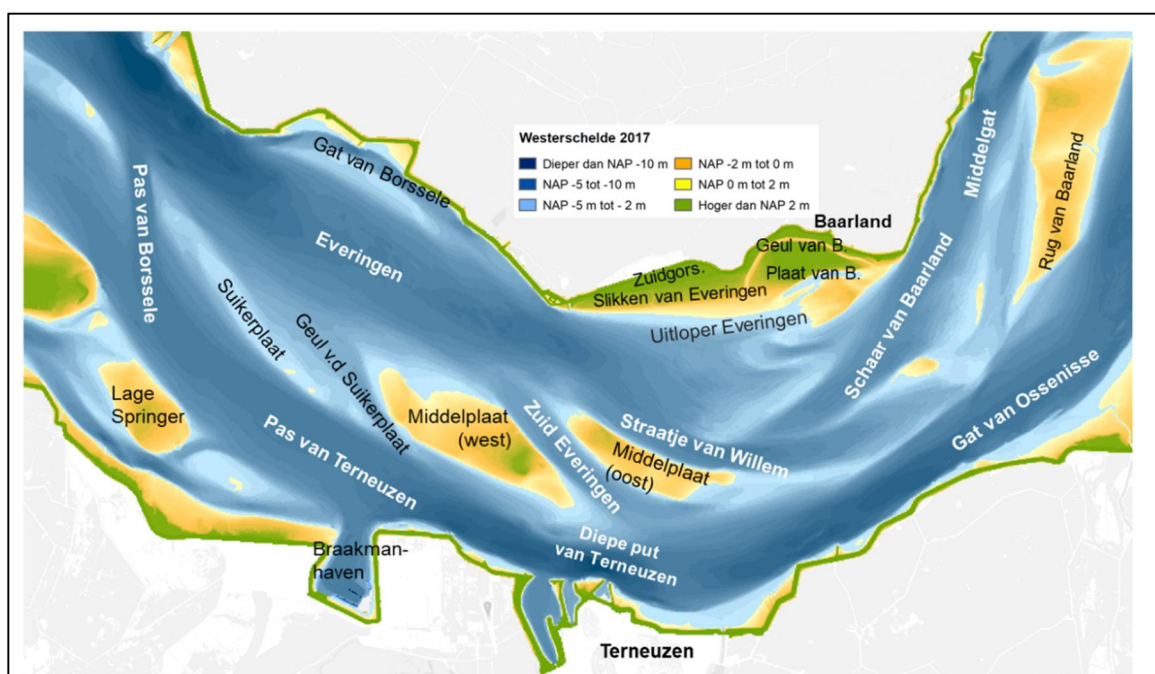 Westerschelde 2017
Dieper dan NAP -10 m
NAP -5 tot -10 m
NAP -5 m tot - 2 m
NAP -2 m tot 0 m
NAP 0 m tot 2 m
Hoger dan NAP 2 m
Gat van Borssele
Pas van Borssele
Everingen
Middelgat
Rug van Baarland
Baarland
Geul van B.
Zuidgors.
Plaat van B.
Slikken van Everingen
Uitloper Everingen
Schaar van Baarland
Suikerplaat
Geul v.d Suikerplaat
Lage
Springer
Middelplaat
(west)
Zuid Everingen
Straatje van Willem
Middelplaat
(oost)
Gat van Ossenisse
Pas van Terneuzen
Diepe put
van Terneuzen
Braakman-
haven
Terneuzen